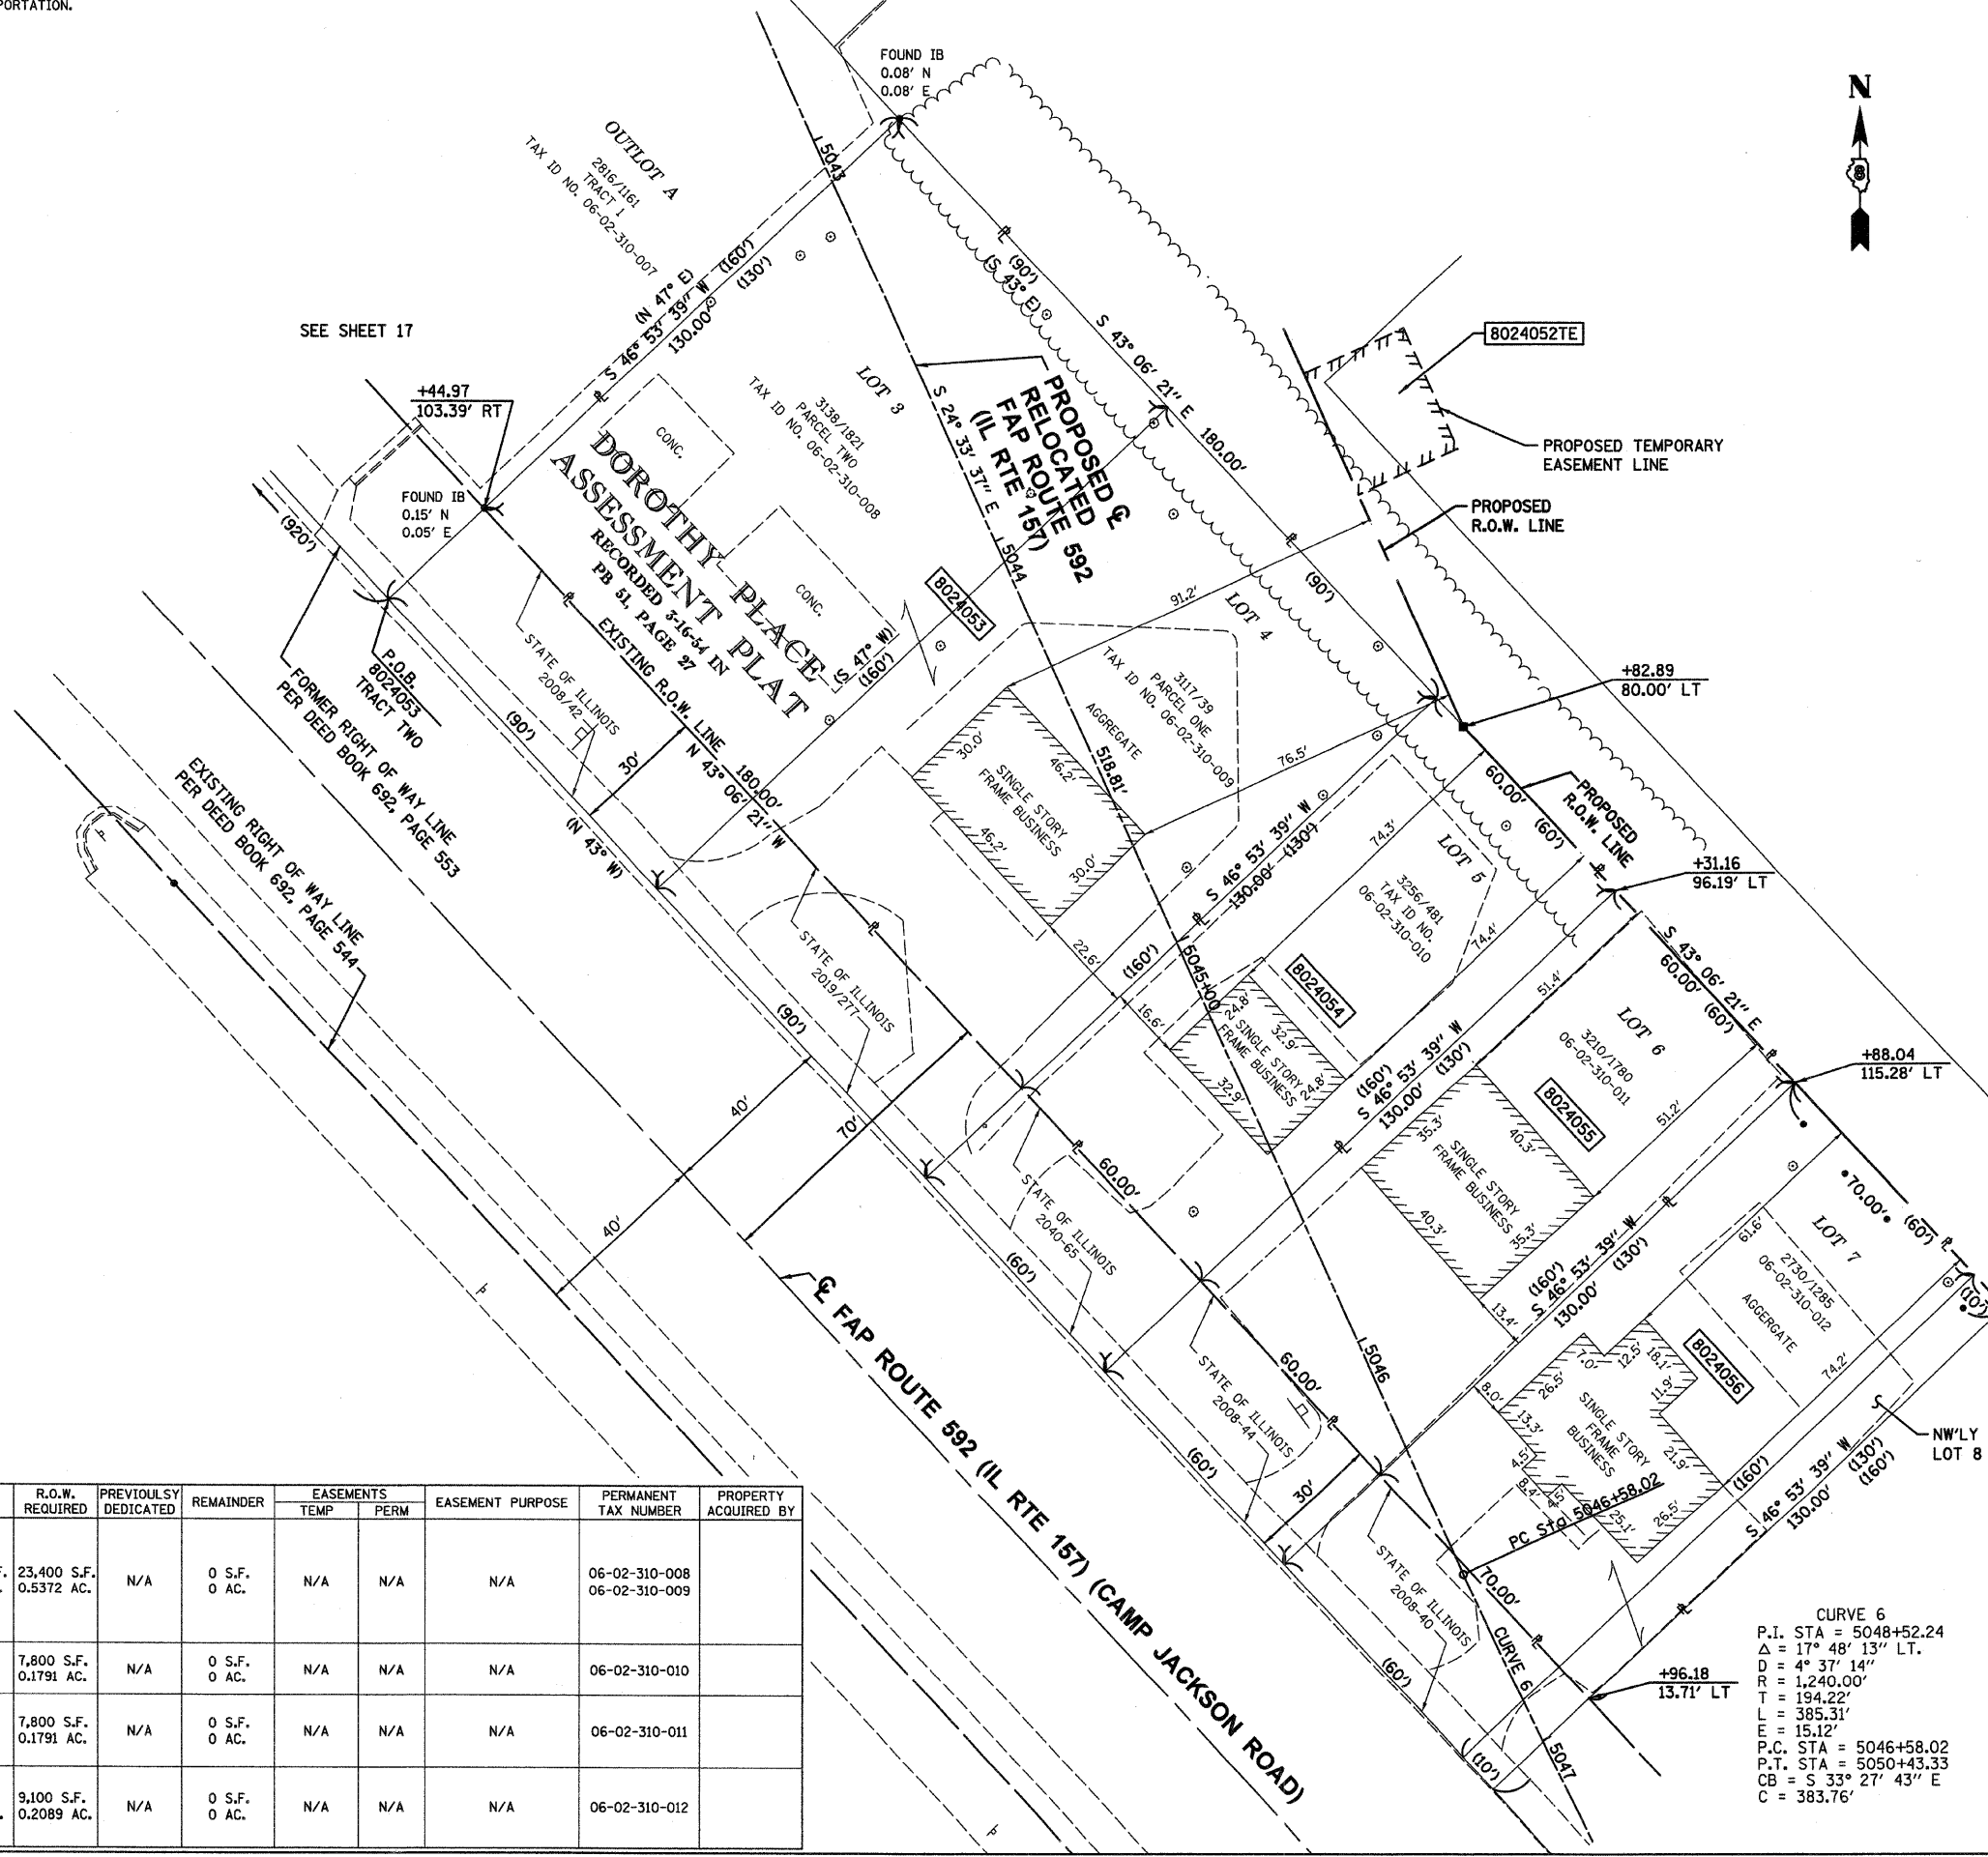 PORTATION.
FOUND IB
0.08' N
0.08' E
N
8
OUTLOT A
2816/1161
TRACT 1
TAX ID NO. 06-02-310-007
5043
(N 47° E)
(160')
S 46° 53' 39" W
(130')
130.00'
SEE SHEET 17
+44.97
103.39' RT
FOUND IB
0.15' N
0.05' E
(920')
LOT 3
3138/1821
PARCEL TWO
TAX ID NO. 06-02-310-008
CONC.
CONC.
DOROTHY PLACE
ASSESSMENT PLAT
RECORDED 3-16-54 IN
PB 51, PAGE 27
(90')
(S 43° E)
S 43° 06' 21" E
180.00'
(90')
S 24° 33' 37" E
518.81'
PROPOSED ℄
RELOCATED
FAP ROUTE 592
(IL RTE 157)
5044
8024052TE
PROPOSED TEMPORARY
EASEMENT LINE
PROPOSED
R.O.W. LINE
+82.89
80.00' LT
8024053
(S 47° W)
(160')
91.2'
LOT 4
3117/39
PARCEL ONE
TAX ID NO. 06-02-310-009
AGGREGATE
76.5'
P.O.B.
8024053
TRACT TWO
FORMER RIGHT OF WAY LINE
PER DEED BOOK 692, PAGE 553
STATE OF ILLINOIS
2008/42
EXISTING R.O.W. LINE
N 43° 06' 21" W
180.00'
(90')
30'
(N 43° W)
EXISTING RIGHT OF WAY LINE
PER DEED BOOK 692, PAGE 544
30.0'
46.2'
SINGLE STORY
FRAME BUSINESS
46.2'
30.0'
STATE OF ILLINOIS
2019/277
(90')
22.6'
16.6'
(160')
S 46° 53' 39" W
130.00' (130')
5045+00
74.3'
LOT 5
3256/481
TAX ID NO.
06-02-310-010
74.4'
60.00'
(60')
PROPOSED
R.O.W. LINE
+31.16
96.19' LT
8024054
24.8'
32.9'
2 SINGLE STORY
FRAME BUSINESS
32.9'
24.8'
51.4'
(160')
S 46° 53' 39" W
130.00'
(130')
S 43° 06' 21" E
60.00' (60')
LOT 6
3210/1780
06-02-310-011
8024055
51.2'
+88.04
115.28' LT
35.3'
40.3'
SINGLE STORY
FRAME BUSINESS
40.3'
35.3'
13.4'
(160')
S 46° 53' 39" W
130.00'
(130')
70.00'
(60')
(10')
LOT 7
2730/1285
06-02-310-012
AGGERGATE
61.6'
74.2'
8024056
NW'LY
LOT 8
40'
70'
40'
STATE OF ILLINOIS
2040-65
60.00'
(60')
STATE OF ILLINOIS
2008-44
60.00'
(60')
30'
5046
8.0'
26.5'
7.0'
12.5'
18.1'
11.9'
13.3'
SINGLE STORY
FRAME
BUSINESS
21.9'
4.5'
8.4'
4.5'
25.1'
26.5'
(160')
S 46° 53' 39" W
130.00'
(130')
(160')
PC Sta 5046+58.02
STATE OF ILLINOIS
2008-40
70.00'
(60')
(10')
CURVE 6
5047
+96.18
13.71' LT
℄ FAP ROUTE 592 (IL RTE 157) (CAMP JACKSON ROAD)
CURVE 6
P.I. STA = 5048+52.24
Δ = 17° 48' 13" LT.
D = 4° 37' 14"
R = 1,240.00'
T = 194.22'
L = 385.31'
E = 15.12'
P.C. STA = 5046+58.02
P.T. STA = 5050+43.33
CB = S 33° 27' 43" E
C = 383.76'
R.O.W. REQUIRED PREVIOULSY DEDICATED REMAINDER EASEMENTS TEMP PERM EASEMENT PURPOSE PERMANENT TAX NUMBER PROPERTY ACQUIRED BY
23,400 S.F. N/A 0 S.F. N/A N/A N/A 06-02-310-008
0.5372 AC. 0 AC. 06-02-310-009
7,800 S.F. N/A 0 S.F. N/A N/A N/A 06-02-310-010
0.1791 AC. 0 AC.
7,800 S.F. N/A 0 S.F. N/A N/A N/A 06-02-310-011
0.1791 AC. 0 AC.
9,100 S.F. N/A 0 S.F. N/A N/A N/A 06-02-310-012
0.2089 AC. 0 AC.